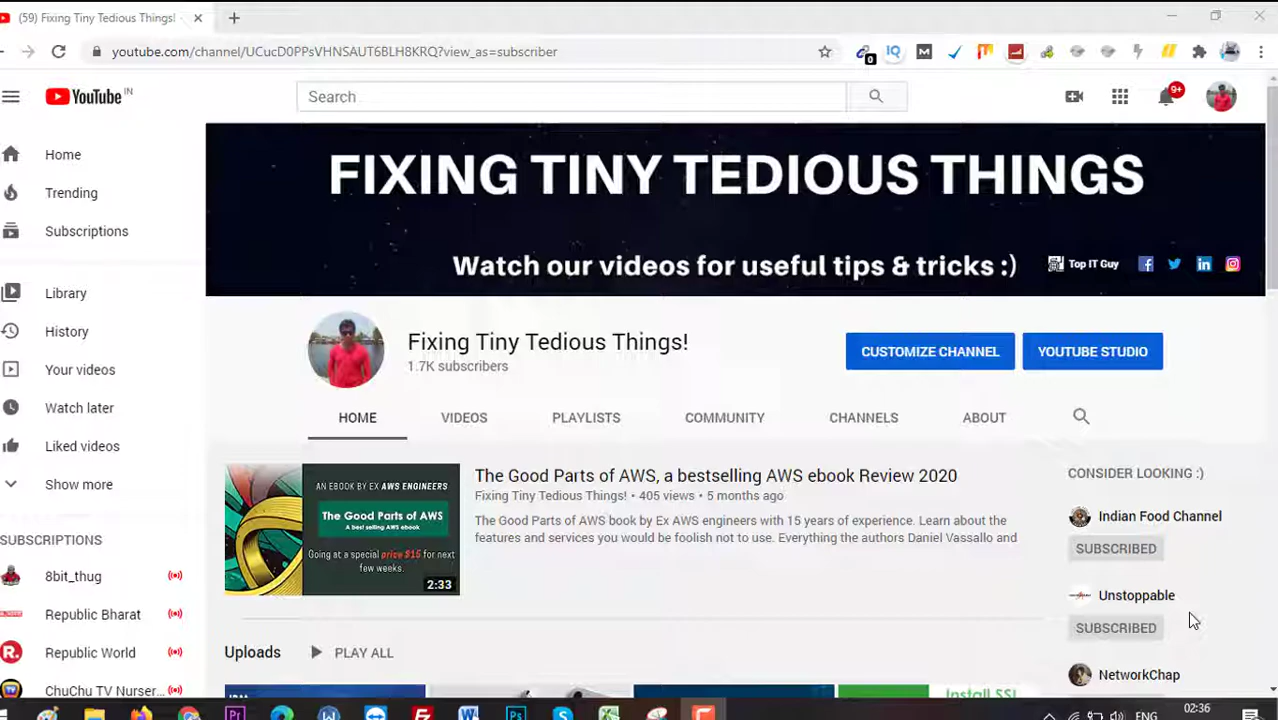 (59) Fixing Tiny Tedious Things!
youtube.com/channel/UCucD0PPsVHNSAUT6BLH8KRQ?view_as=subscriber
0
IQ
M
YouTube IN
Search
9+
Home
Trending
Subscriptions
Library
History
Your videos
Watch later
Liked videos
Show more
SUBSCRIPTIONS
8bit_thug
Republic Bharat
Republic World
ChuChu TV Nurser...
FIXING TINY TEDIOUS THINGS
Watch our videos for useful tips & tricks :)
Top IT Guy
Fixing Tiny Tedious Things!
1.7K subscribers
CUSTOMIZE CHANNEL
YOUTUBE STUDIO
HOME VIDEOS PLAYLISTS COMMUNITY CHANNELS ABOUT
AN EBOOK BY EX AWS ENGINEERS
The Good Parts of AWS
A best selling AWS ebook
Going at a special price $15 for next
few weeks.
2:33
The Good Parts of AWS, a bestselling AWS ebook Review 2020
Fixing Tiny Tedious Things! • 405 views • 5 months ago
The Good Parts of AWS book by Ex AWS engineers with 15 years of experience. Learn about the
features and services you would be foolish not to use. Everything the authors Daniel Vassallo and
CONSIDER LOOKING :)
Indian Food Channel
SUBSCRIBED
Unstoppable
SUBSCRIBED
NetworkChap
Uploads
PLAY ALL
Install SSL
ENG
02:36